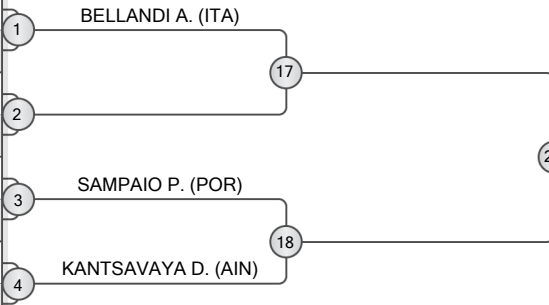 1
BELLANDI A. (ITA)
17
2
3
SAMPAIO P. (POR)
18
KANTSAVAYA D. (AIN)
4